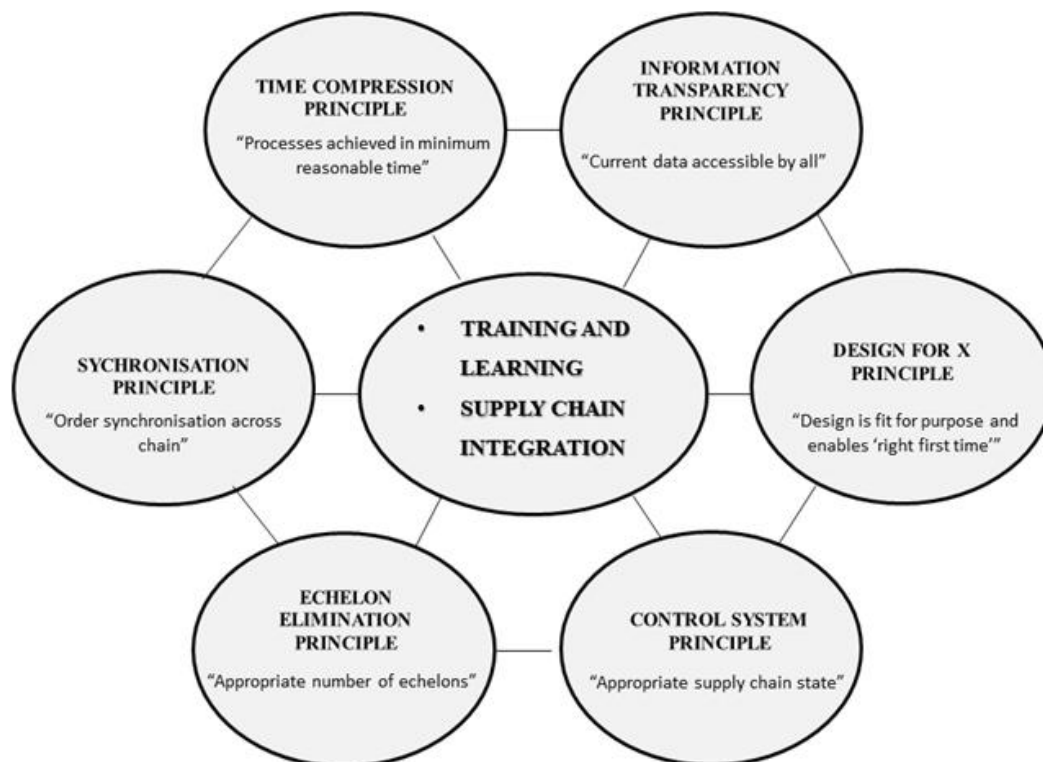 TIME COMPRESSION
PRINCIPLE
“Processes achieved in minimum
reasonable time”
INFORMATION
TRANSPARENCY
PRINCIPLE
“Current data accessible by all”
SYCHRONISATION
PRINCIPLE
“Order synchronisation across
chain”
• TRAINING AND
LEARNING
• SUPPLY CHAIN
INTEGRATION
DESIGN FOR X
PRINCIPLE
“Design is fit for purpose and
enables ‘right first time’”
ECHELON
ELIMINATION
PRINCIPLE
“Appropriate number of echelons”
CONTROL SYSTEM
PRINCIPLE
“Appropriate supply chain state”